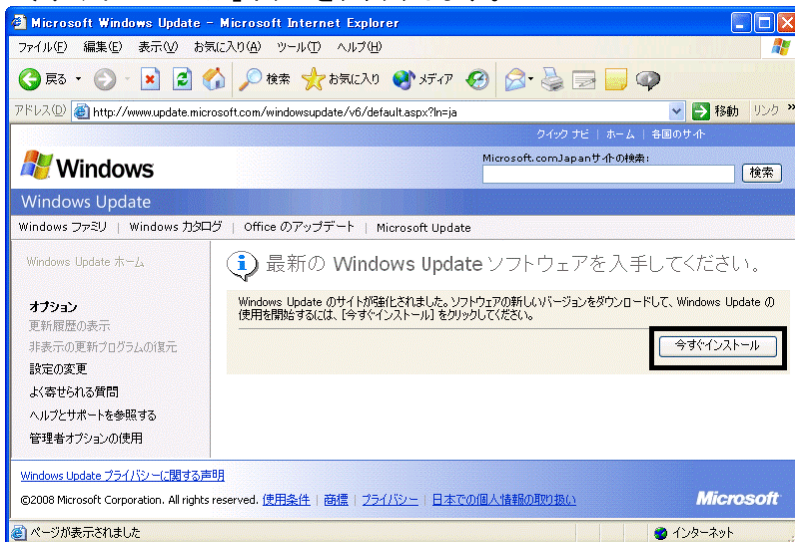 Microsoft Windows Update - Microsoft Internet Explorer
ファイル(F) 編集(E) 表示(V) お気に入り(A) ツール(T) ヘルプ(H)
戻る 検索 お気に入り メディア
アドレス(D) http://www.update.microsoft.com/windowsupdate/v6/default.aspx?ln=ja 移動 リンク »
クイック ナビ | ホーム | 各国のサイト
Windows
Microsoft.comJapanサイトの検索:
検索
Windows Update
Windows ファミリ | Windows カタログ | Office のアップデート | Microsoft Update
Windows Update ホーム
オプション
更新履歴の表示
非表示の更新プログラムの復元
設定の変更
よく寄せられる質問
ヘルプとサポートを参照する
管理者オプションの使用
最新の Windows Update ソフトウェアを入手してください。
Windows Update のサイトが強化されました。ソフトウェアの新しいバージョンをダウンロードして、Windows Update の
使用を開始するには、[今すぐインストール] をクリックしてください。
今すぐインストール
Windows Update プライバシーに関する声明
©2008 Microsoft Corporation. All rights reserved. 使用条件 | 商標 | プライバシー | 日本での個人情報の取り扱い
Microsoft
ページが表示されました インターネット